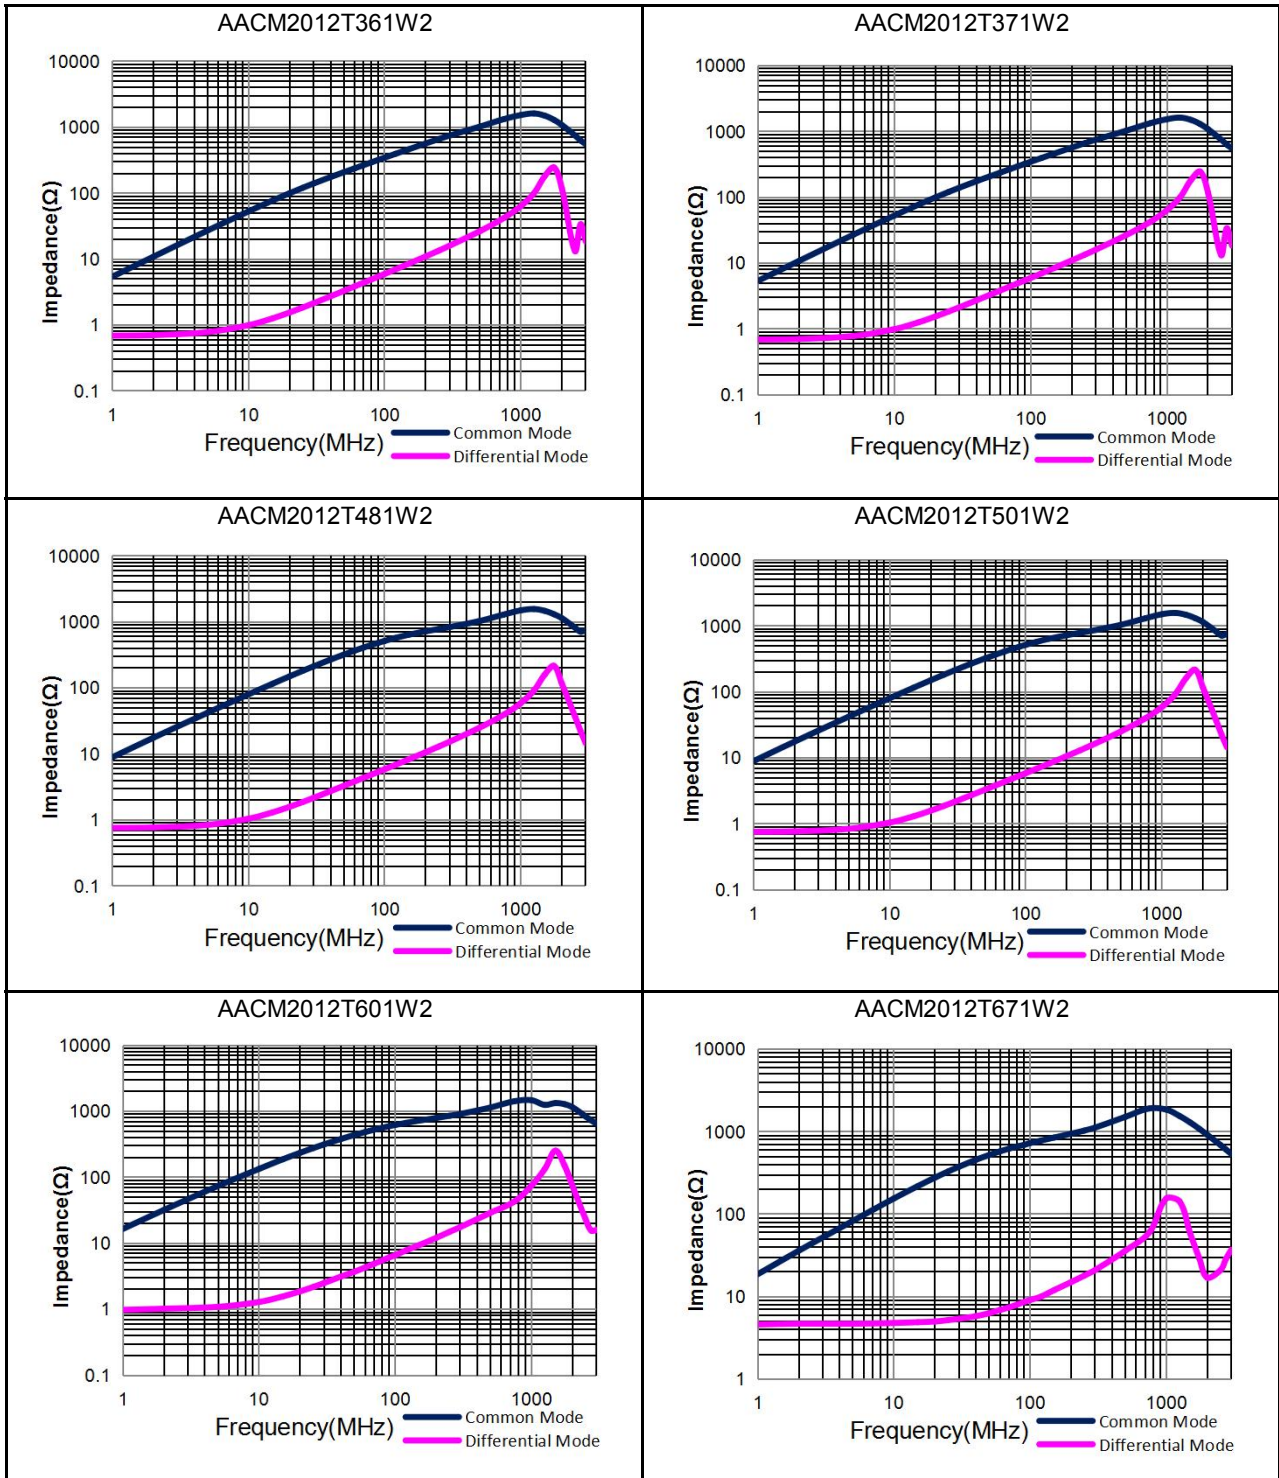 AACM2012T361W2
10000
1000
100
10
1
0.1
Impedance(Ω)
1 10 100 1000
Frequency(MHz)
Common Mode
Differential Mode
AACM2012T371W2
10000
1000
100
10
1
0.1
Impedance(Ω)
1 10 100 1000
Frequency(MHz)
Common Mode
Differential Mode
AACM2012T481W2
10000
1000
100
10
1
0.1
Impedance(Ω)
1 10 100 1000
Frequency(MHz)
Common Mode
Differential Mode
AACM2012T501W2
10000
1000
100
10
1
0.1
Impedance(Ω)
1 10 100 1000
Frequency(MHz)
Common Mode
Differential Mode
AACM2012T601W2
10000
1000
100
10
1
0.1
Impedance(Ω)
1 10 100 1000
Frequency(MHz)
Common Mode
Differential Mode
AACM2012T671W2
10000
1000
100
10
1
Impedance(Ω)
1 10 100 1000
Frequency(MHz)
Common Mode
Differential Mode